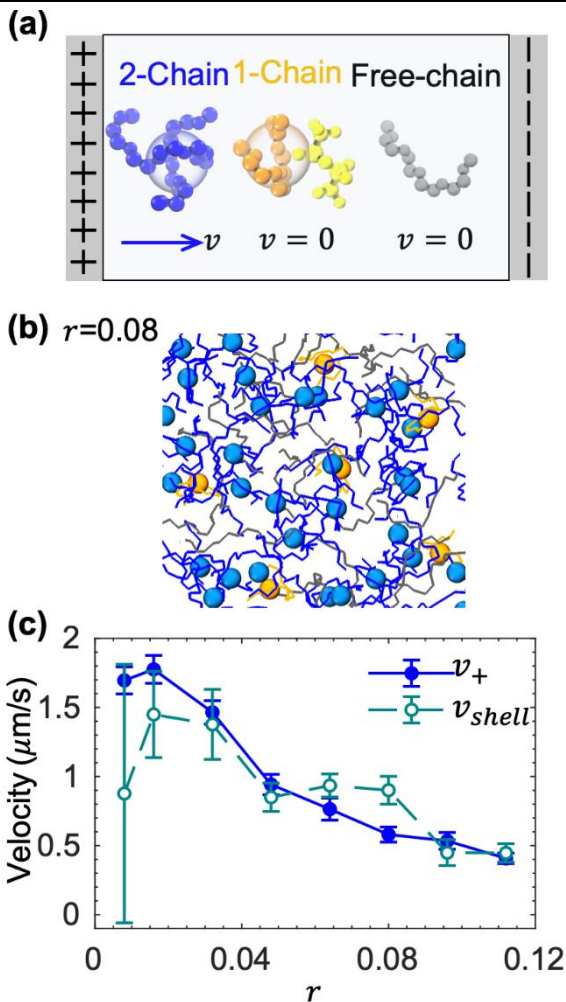 (a)
2-Chain 1-Chain Free-chain
v v = 0 v = 0
(b) r=0.08
(c)
2
1.5
1
0.5
0
Velocity (μm/s)
v₊
v_shell
0 0.04 0.08 0.12
r